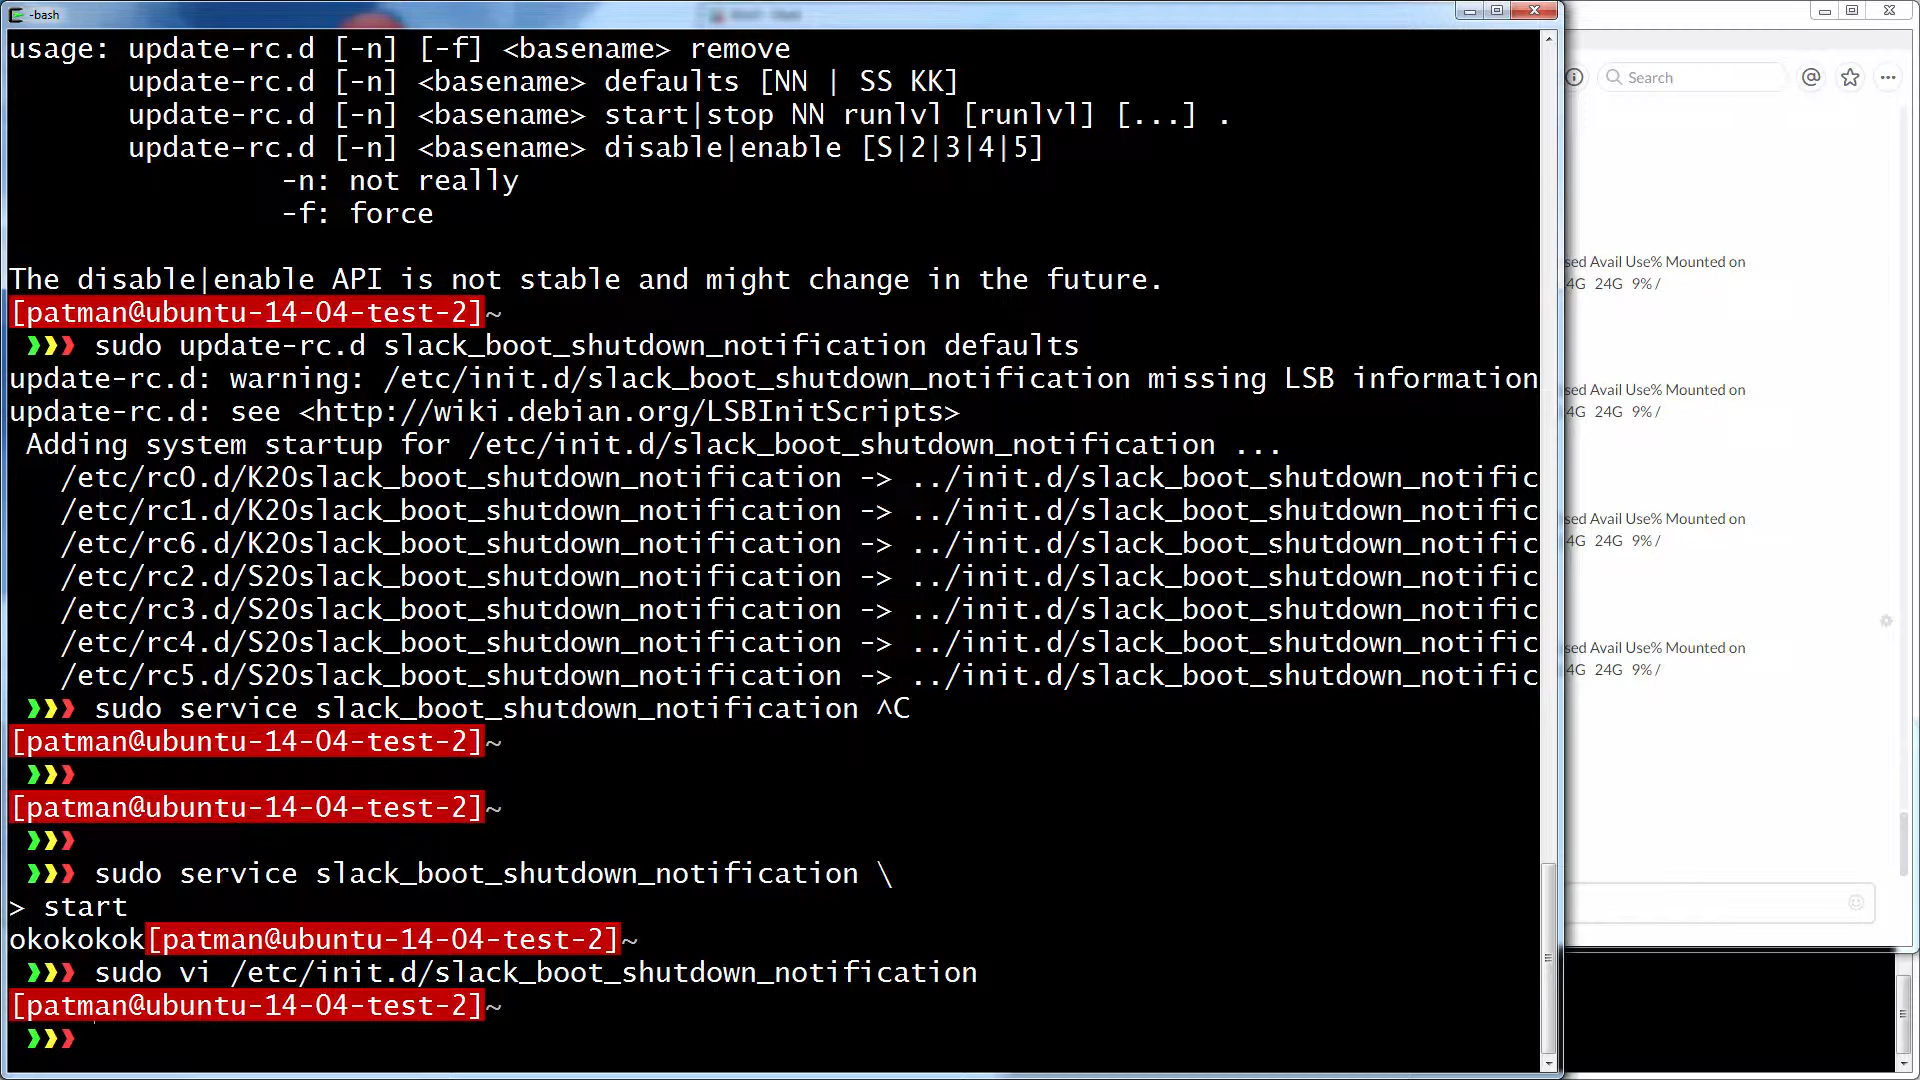 -bash
usage: update-rc.d [-n] [-f] <basename> remove
update-rc.d [-n] <basename> defaults [NN | SS KK]
update-rc.d [-n] <basename> start|stop NN runlvl [runlvl] [...] .
update-rc.d [-n] <basename> disable|enable [S|2|3|4|5]
-n: not really
-f: force
The disable|enable API is not stable and might change in the future.
[patman@ubuntu-14-04-test-2]~
❯❯❯ sudo update-rc.d slack_boot_shutdown_notification defaults
update-rc.d: warning: /etc/init.d/slack_boot_shutdown_notification missing LSB information
update-rc.d: see <http://wiki.debian.org/LSBInitScripts>
Adding system startup for /etc/init.d/slack_boot_shutdown_notification ...
/etc/rc0.d/K20slack_boot_shutdown_notification -> ../init.d/slack_boot_shutdown_notific
/etc/rc1.d/K20slack_boot_shutdown_notification -> ../init.d/slack_boot_shutdown_notific
/etc/rc6.d/K20slack_boot_shutdown_notification -> ../init.d/slack_boot_shutdown_notific
/etc/rc2.d/S20slack_boot_shutdown_notification -> ../init.d/slack_boot_shutdown_notific
/etc/rc3.d/S20slack_boot_shutdown_notification -> ../init.d/slack_boot_shutdown_notific
/etc/rc4.d/S20slack_boot_shutdown_notification -> ../init.d/slack_boot_shutdown_notific
/etc/rc5.d/S20slack_boot_shutdown_notification -> ../init.d/slack_boot_shutdown_notific
❯❯❯ sudo service slack_boot_shutdown_notification ^C
[patman@ubuntu-14-04-test-2]~
❯❯❯
[patman@ubuntu-14-04-test-2]~
❯❯❯
❯❯❯ sudo service slack_boot_shutdown_notification \
> start
okokokok[patman@ubuntu-14-04-test-2]~
❯❯❯ sudo vi /etc/init.d/slack_boot_shutdown_notification
[patman@ubuntu-14-04-test-2]~
❯❯❯
Search
sed Avail Use% Mounted on
4G 24G 9% /
sed Avail Use% Mounted on
4G 24G 9% /
sed Avail Use% Mounted on
4G 24G 9% /
sed Avail Use% Mounted on
4G 24G 9% /